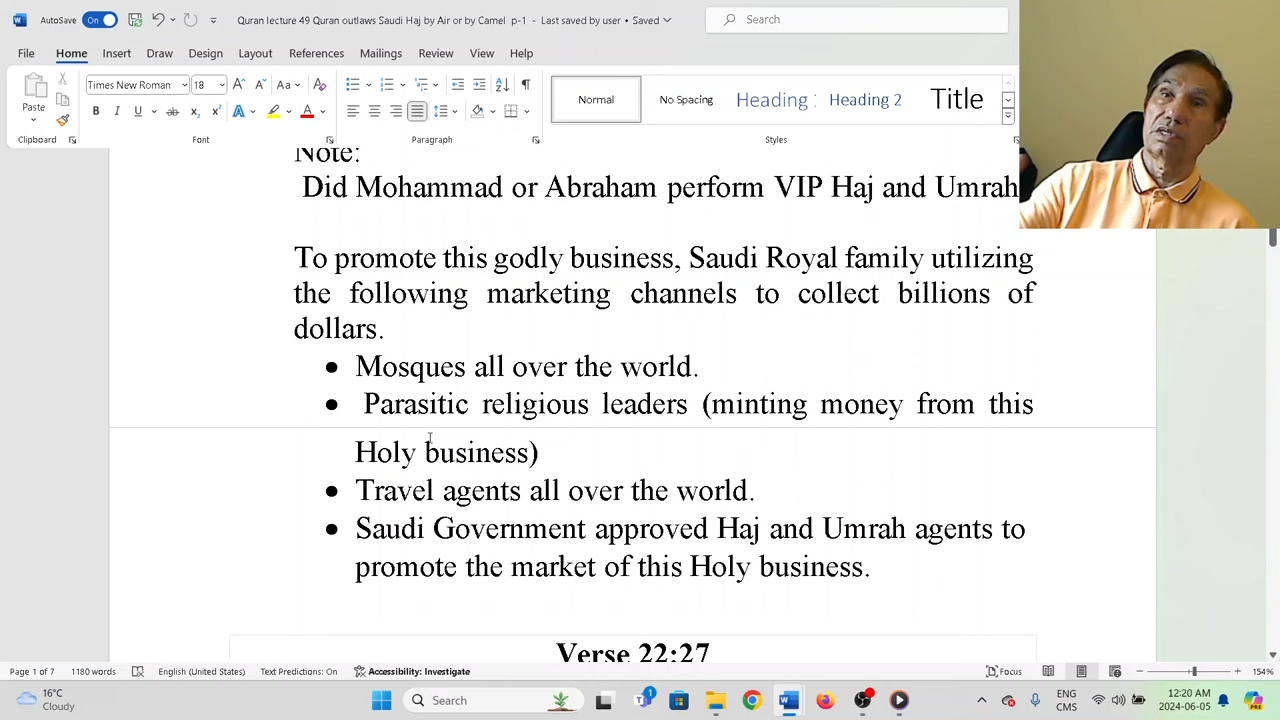 AutoSave On Quran lecture 49 Quran outlaws Saudi Haj by Air or by Camel p-1 - Last saved by user • Saved Search
File Home Insert Draw Design Layout References Mailings Review View Help
Paste Times New Roman 18 Normal No Spacing Heading 1 Heading 2 Title
Clipboard Font Paragraph Styles
Note:
Did Mohammad or Abraham perform VIP Haj and Umrah
To promote this godly business, Saudi Royal family utilizing
the following marketing channels to collect billions of
dollars.
• Mosques all over the world.
• Parasitic religious leaders (minting money from this
Holy business)
• Travel agents all over the world.
• Saudi Government approved Haj and Umrah agents to
promote the market of this Holy business.
Verse 22:27
Page 1 of 7 1180 words English (United States) Text Predictions: On Accessibility: Investigate Focus 154%
16°C
Cloudy
Search
ENG
CMS
12:20 AM
2024-06-05